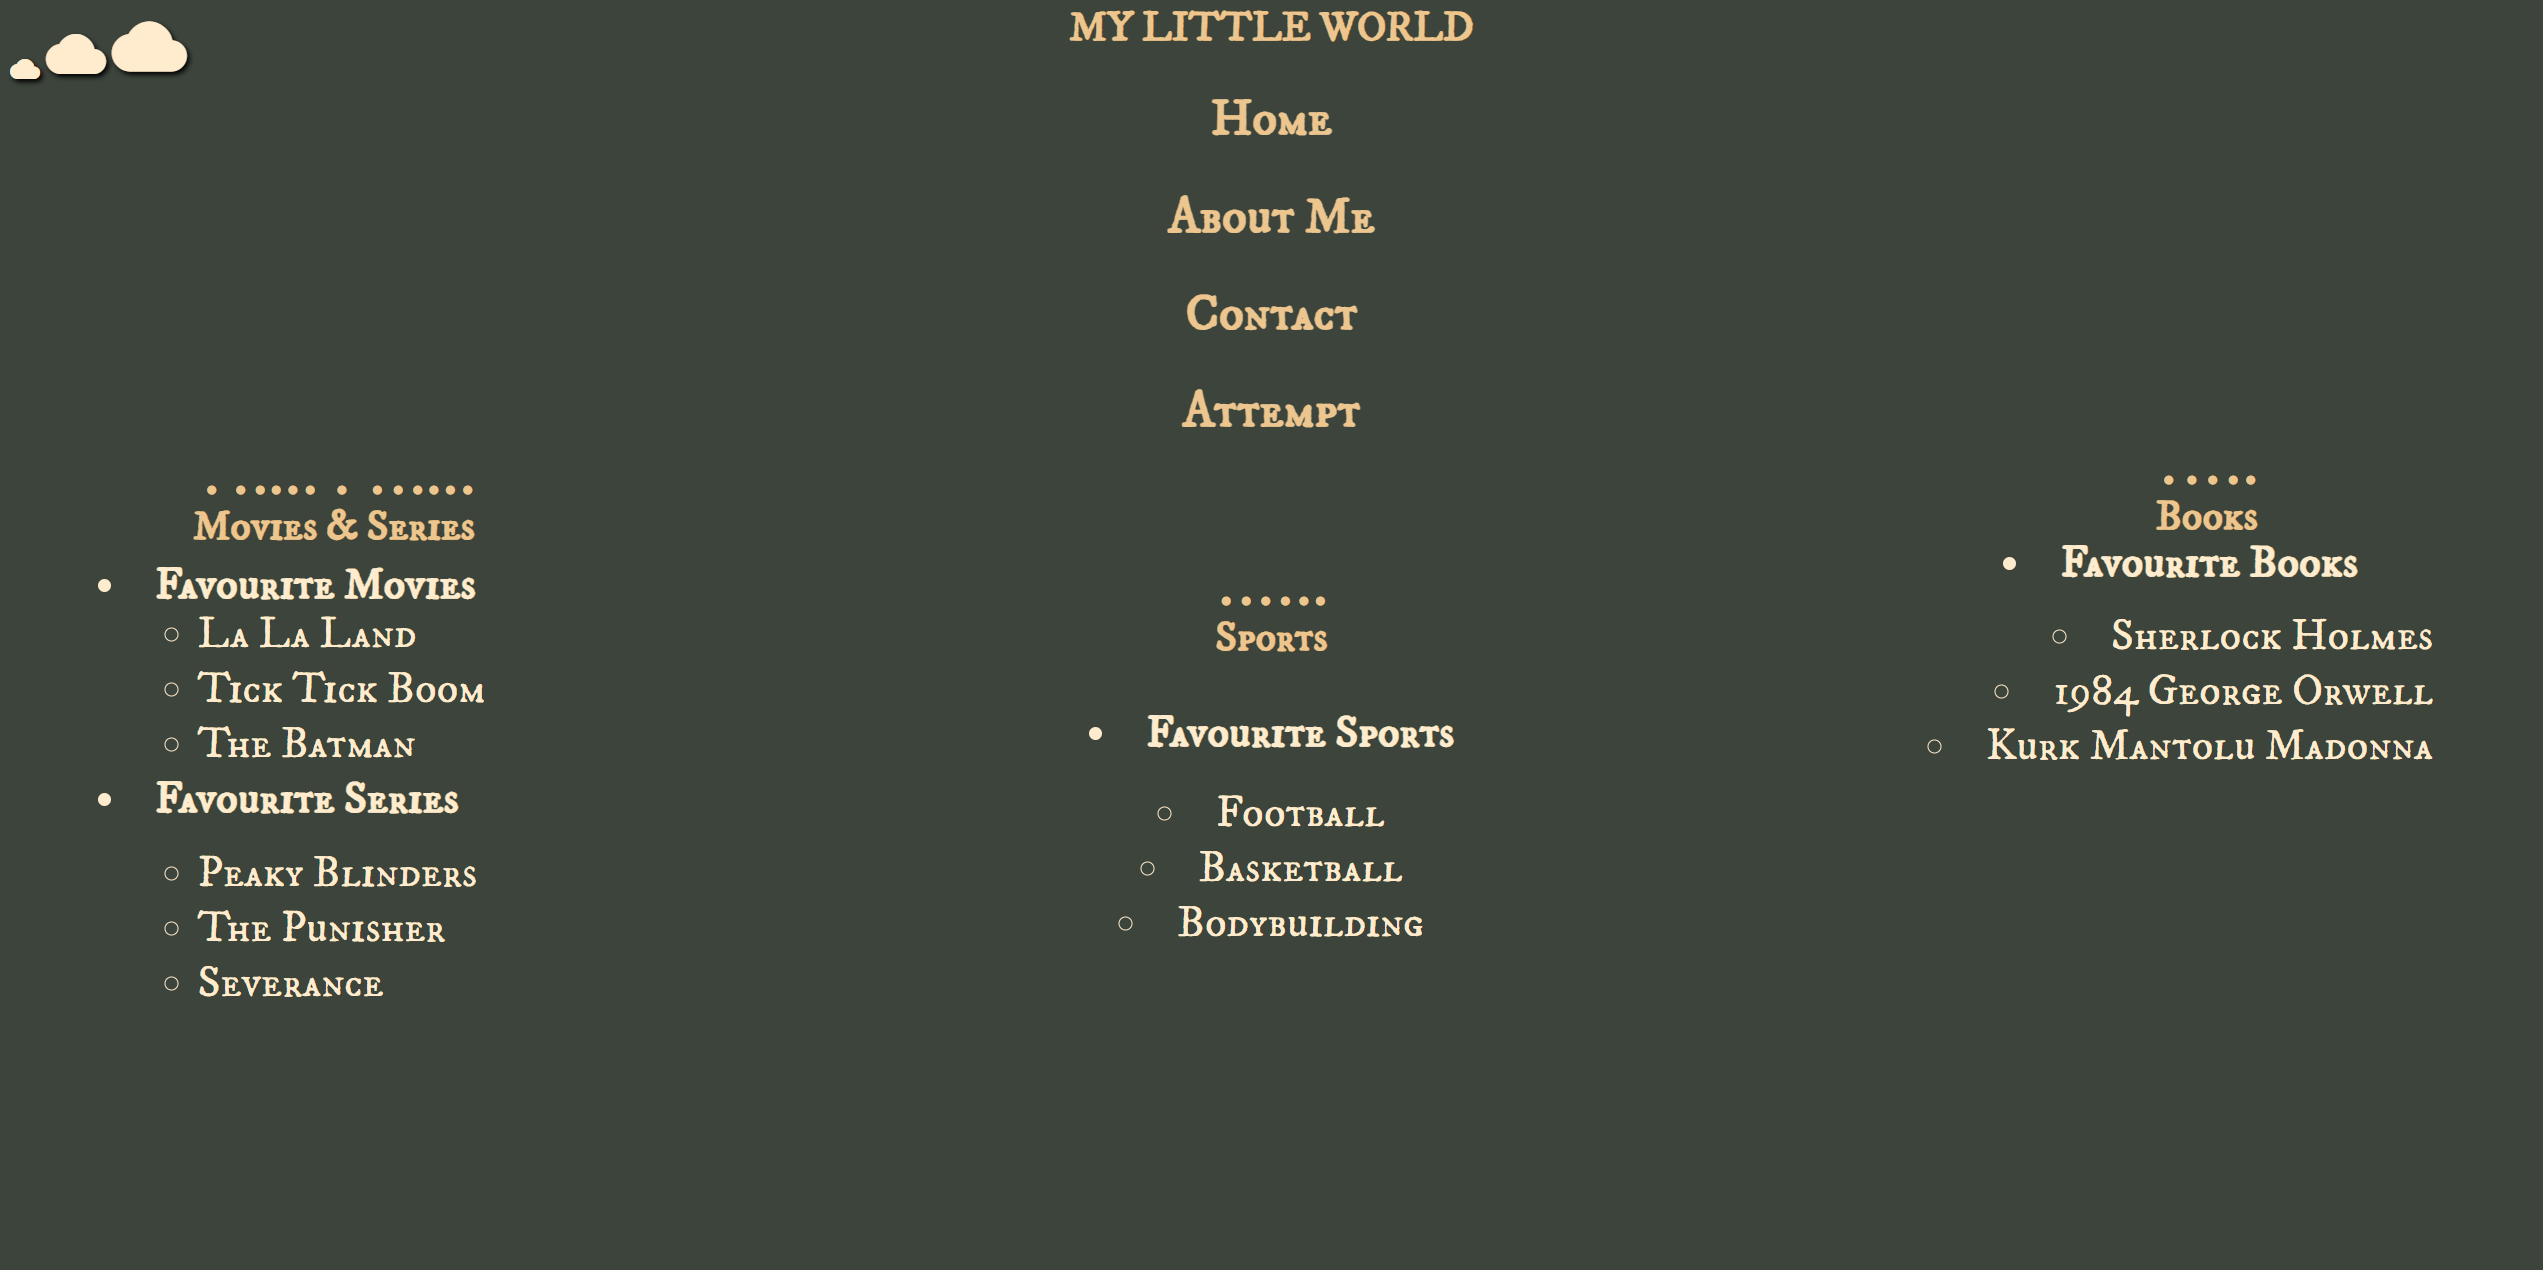 MY LITTLE WORLD
Home
About Me
Contact
Attempt
Movies & Series
Favourite Movies
La La Land
Tick Tick Boom
The Batman
Favourite Series
Peaky Blinders
The Punisher
Severance
Sports
Favourite Sports
Football
Basketball
Bodybuilding
Books
Favourite Books
Sherlock Holmes
1984 George Orwell
Kurk Mantolu Madonna